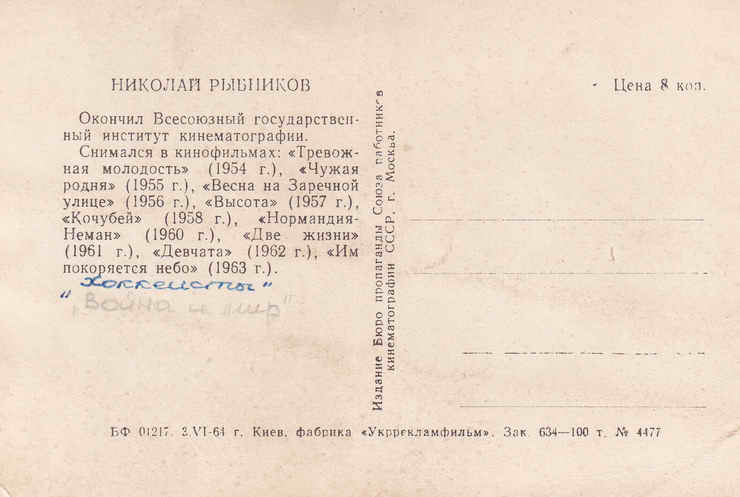 НИКОЛАЙ РЫБНИКОВ
Окончил Всесоюзный государствен-
ный институт кинематографии.
Снимался в кинофильмах: «Тревож-
ная молодость» (1954 г.), «Чужая
родня» (1955 г.), «Весна на Заречной
улице» (1956 г.), «Высота» (1957 г.),
«Кочубей» (1958 г.), «Нормандия-
Неман» (1960 г.), «Две жизни»
(1961 г.), «Девчата» (1962 г.), «Им
покоряется небо» (1963 г.).
„Хоккеисты"
„Война и мир"
Издание Бюро пропаганды Союза работников
кинематографии СССР, г. Москва.
Цена 8 коп.
БФ 01217. 2.VI-64 г. Киев, фабрика «Укррекламфильм». Зак. 634—100 т. № 4477